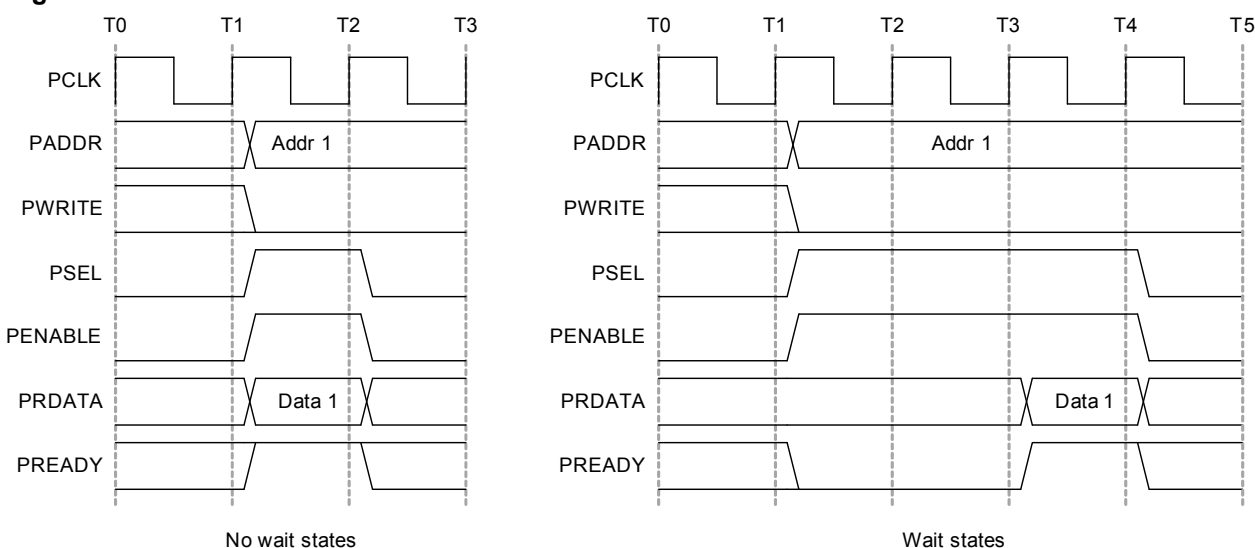 T0 T1 T2 T3
PCLK
PADDR Addr 1
PWRITE
PSEL
PENABLE
PRDATA Data 1
PREADY
No wait states
T0 T1 T2 T3 T4 T5
PCLK
PADDR Addr 1
PWRITE
PSEL
PENABLE
PRDATA Data 1
PREADY
Wait states